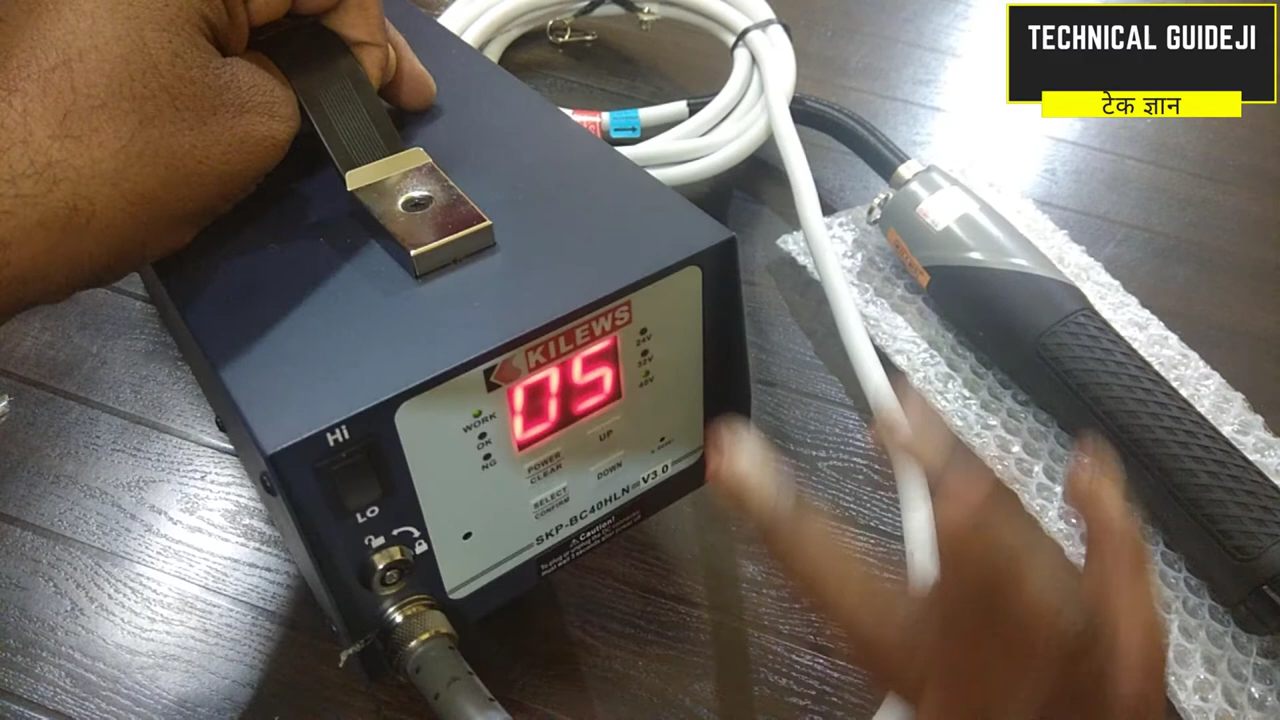 TECHNICAL GUIDEJI
टेक ज्ञान
KILEWS
05
24V
32V
40V
WORK
OK
NG
UP
POWER
CLEAR
DOWN
SELECT
CONFIRM
SKP-BC40HLN V3.0
Caution!
Hi
LO